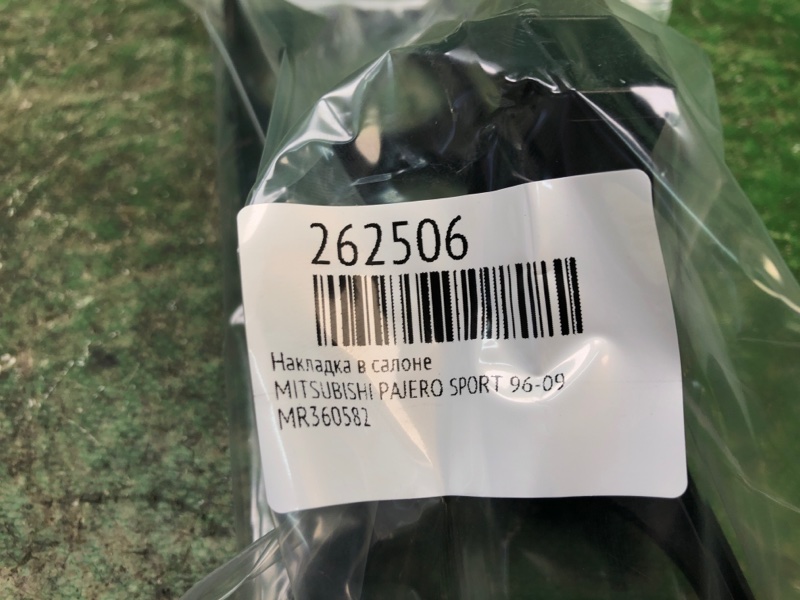 262506
Накладка в салоне
MITSUBISHI PAJERO SPORT 96-09
MR360582